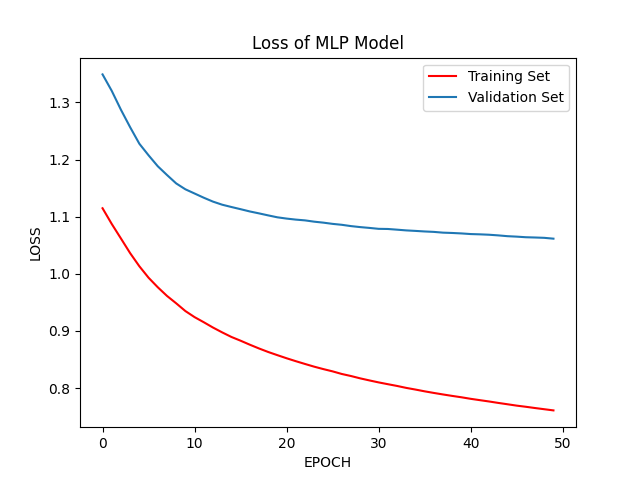 Loss of MLP Model
Training Set
Validation Set
LOSS
1.3
1.2
1.1
1.0
0.9
0.8
0 10 20 30 40 50
EPOCH